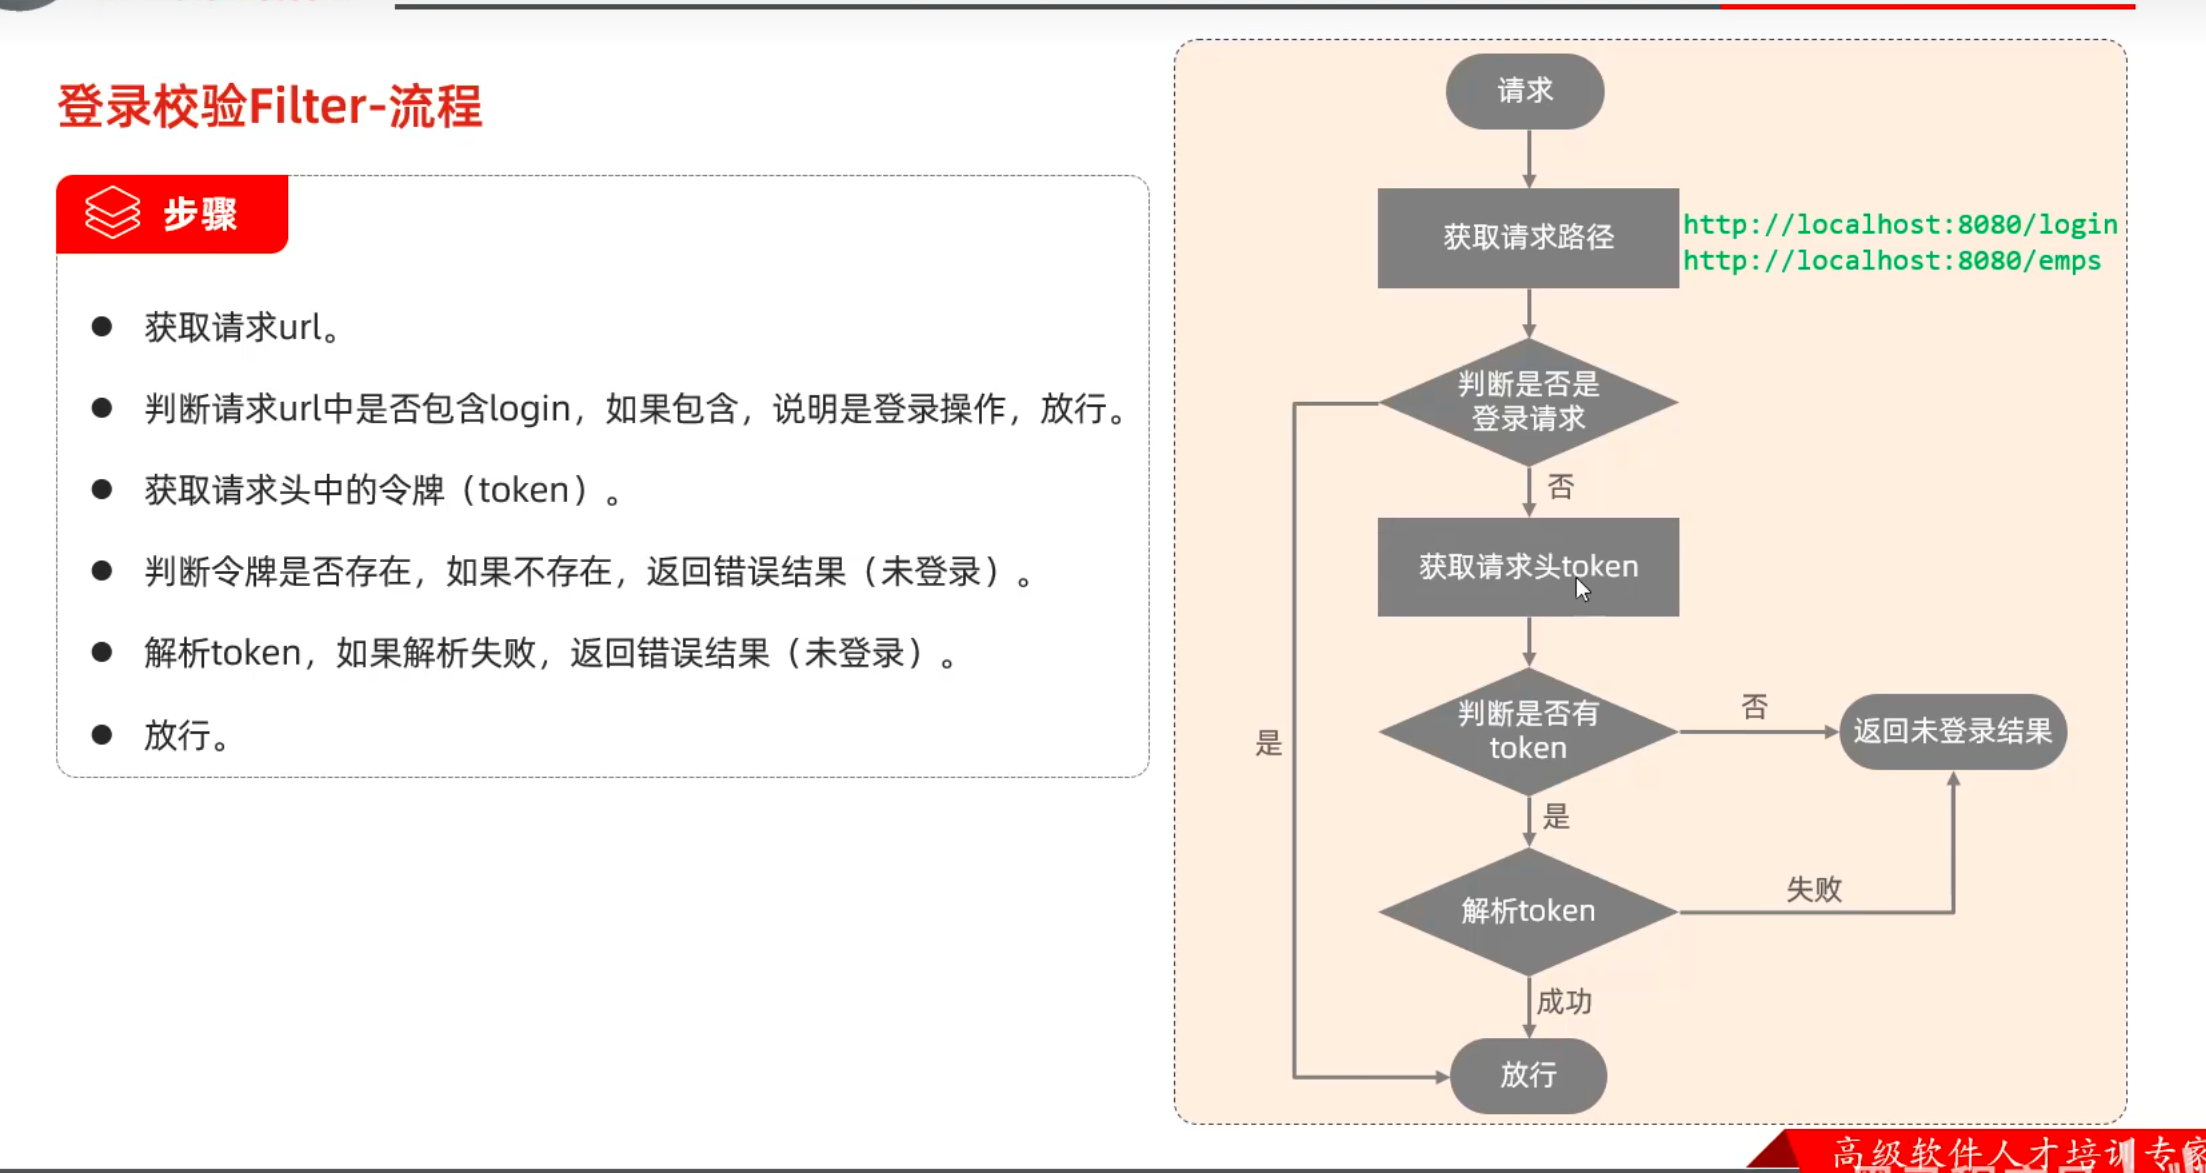 登录校验Filter-流程
步骤
获取请求url。
判断请求url中是否包含login，如果包含，说明是登录操作，放行。
获取请求头中的令牌（token）。
判断令牌是否存在，如果不存在，返回错误结果（未登录）。
解析token，如果解析失败，返回错误结果（未登录）。
放行。
请求
获取请求路径
http://localhost:8080/login
http://localhost:8080/emps
判断是否是
登录请求
否
获取请求头token
判断是否有
token
否
返回未登录结果
是
是
解析token
失败
成功
放行
高级软件人才培训专家